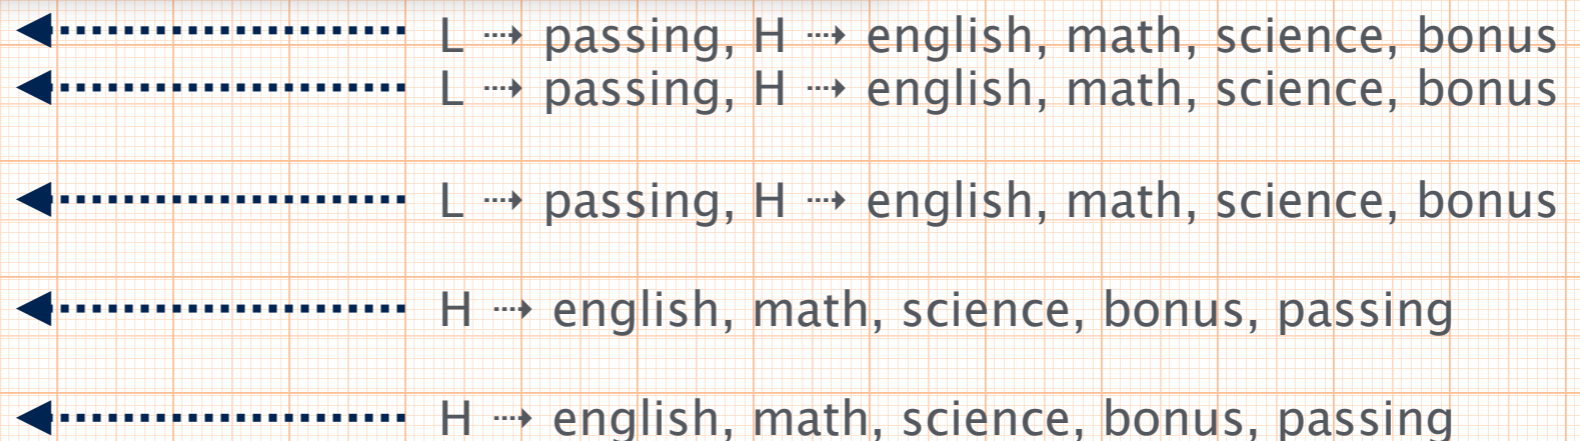 L ⇢ passing, H ⇢ english, math, science, bonus
L ⇢ passing, H ⇢ english, math, science, bonus
L ⇢ passing, H ⇢ english, math, science, bonus
H ⇢ english, math, science, bonus, passing
H ⇢ english, math, science, bonus, passing